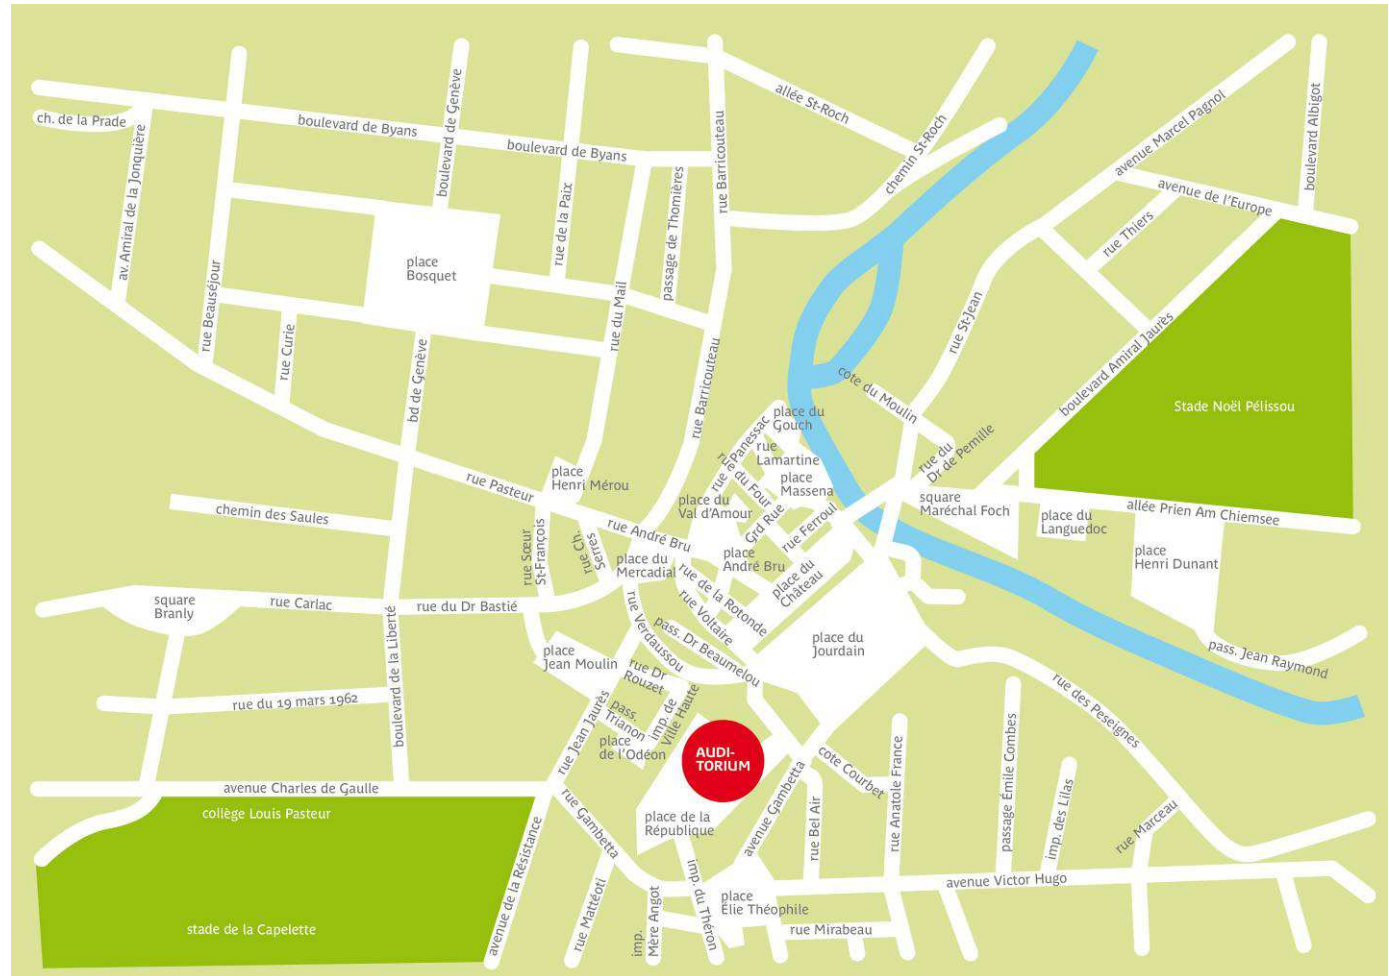 ch. de la Prade
av. Amiral de la Jonquière
boulevard de Byans
boulevard de Genève
boulevard de Byans
rue de la Paix
passage de Thomières
rue Barricouteau
allée St-Roch
chemin St-Roch
avenue Marcel Pagnol
boulevard Albigot
avenue de l'Europe
rue Thiers
rue Beauséjour
place
Bosquet
rue Curie
bd de Genève
rue du Mail
rue Barricouteau
rue St-Jean
boulevard Amiral Jaurès
Stade Noël Pélissou
cote du Moulin
rue du
Dr de Pemille
place du
Gouch
rue Panessac
rue
Lamartine
rue du Four
place
Massena
place du
Val d'Amour
Grd Rue
rue Ferroul
square
Maréchal Foch
place du
Languedoc
allée Prien Am Chiemsee
place
Henri Dunant
pass. Jean Raymond
place
Henri Mérou
rue Pasteur
rue André Bru
chemin des Saules
rue Sœur
St-François
rue Ch.
Serres
place du
Mercadial
place
André Bru
place du
Château
rue de la Rotonde
rue Voltaire
square
Branly
rue Carlac
rue du Dr Bastié
rue Verdaussou
pass. Dr Beaumelou
place du
Jourdain
place
Jean Moulin
rue Dr
Rouzet
boulevard de la Liberté
rue du 19 mars 1962
rue Jean Jaurès
pass.
Trianon
imp. de
Ville Haute
place
de l'Odéon
AUDI-
TORIUM
rue des Peseignes
cote Courbet
avenue Charles de Gaulle
collège Louis Pasteur
rue Gambetta
place de la
République
avenue Gambetta
rue Bel Air
rue Anatole France
passage Émile Combes
imp. des Lilas
rue Marceau
avenue Victor Hugo
avenue de la Résistance
stade de la Capelette
rue Mattéoti
imp.
Mère Angot
imp. du Théron
place
Élie Théophile
rue Mirabeau